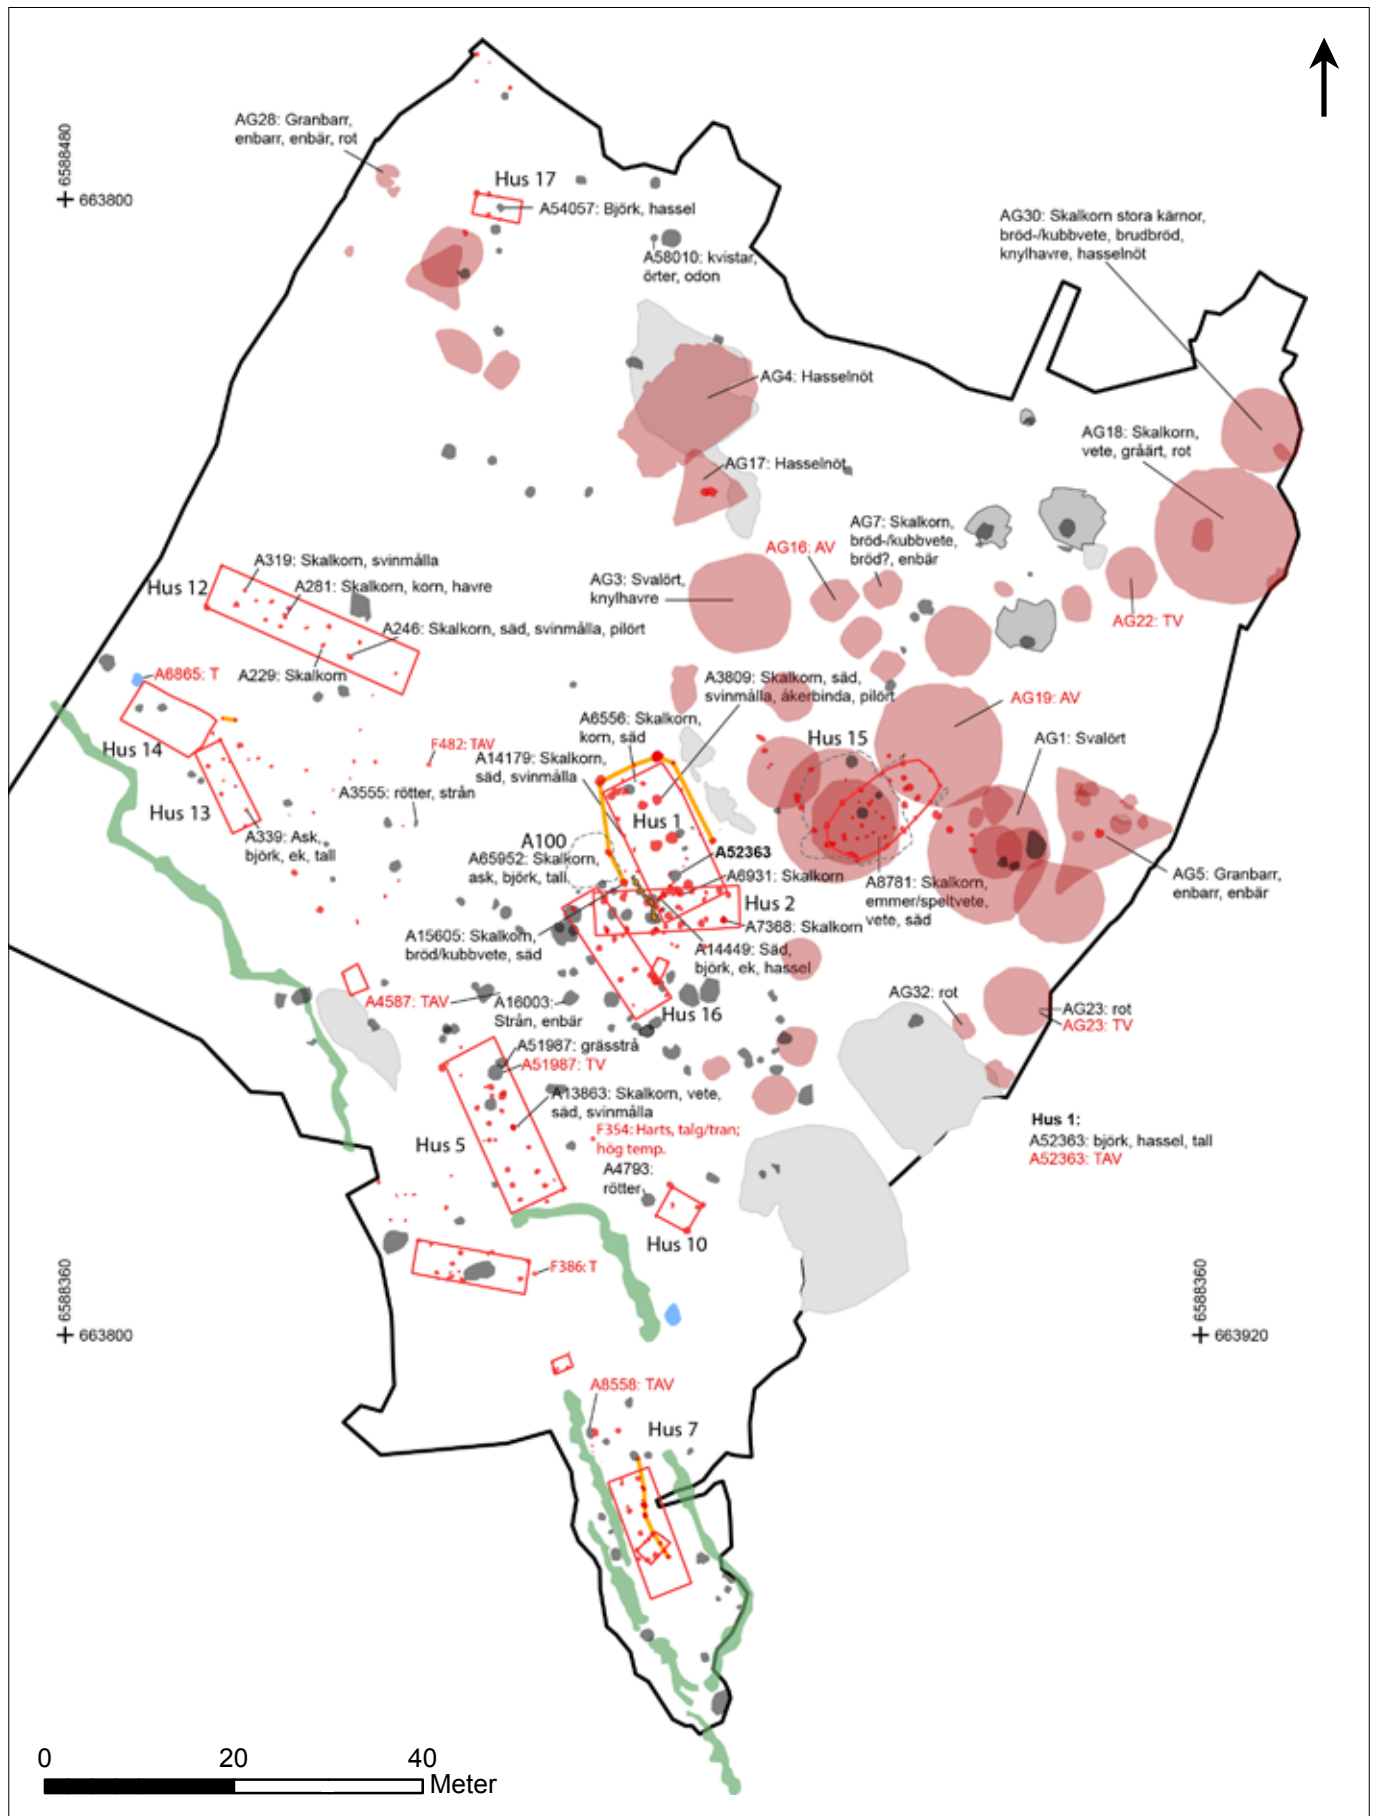 AG28: Granbarr,
enbarr, enbär, rot
6588480
663800
Hus 17
A54057: Björk, hassel
A58010: kvistar,
örter, odon
AG30: Skalkorn stora kärnor,
bröd-/kubbvete, brudbröd,
knylhavre, hasselnöt
AG4: Hasselnöt
AG18: Skalkorn,
vete, gråärt, rot
AG17: Hasselnöt
AG7: Skalkorn,
bröd-/kubbvete,
bröd?, enbär
AG16: AV
AG3: Svalört,
knylhavre
AG22: TV
A319: Skalkorn, svinmålla
Hus 12
A281: Skalkorn, korn, havre
A246: Skalkorn, säd, svinmålla, pilört
A229: Skalkorn
A6865: T
A3809: Skalkorn, säd,
svinmålla, åkerbinda, pilört
AG19: AV
A6556: Skalkorn,
korn, säd
Hus 14
F482: TAV
Hus 15
AG1: Svalört
A14179: Skalkorn,
säd, svinmålla
A3555: rötter, strån
Hus 13
Hus 1
A339: Ask,
björk, ek, tall
A100
A52363
A65952: Skalkorn,
ask, björk, tall
A6931: Skalkorn
AG5: Granbarr,
enbarr, enbär
A8781: Skalkorn,
emmer/speltvete,
vete, säd
Hus 2
A7368: Skalkorn
A15605: Skalkorn,
bröd/kubbvete, säd
A14449: Säd,
björk, ek, hassel
A4587: TAV
A16003:
Strån, enbär
Hus 16
AG32: rot
AG23: rot
AG23: TV
A51987: grässtrå
A51987: TV
A13863: Skalkorn, vete,
säd, svinmålla
Hus 5
F354: Harts, talg/tran;
hög temp.
A4793:
rötter
Hus 1:
A52363: björk, hassel, tall
A52363: TAV
Hus 10
F386: T
6588360
663800
6588360
663920
A8558: TAV
Hus 7
0 20 40
Meter